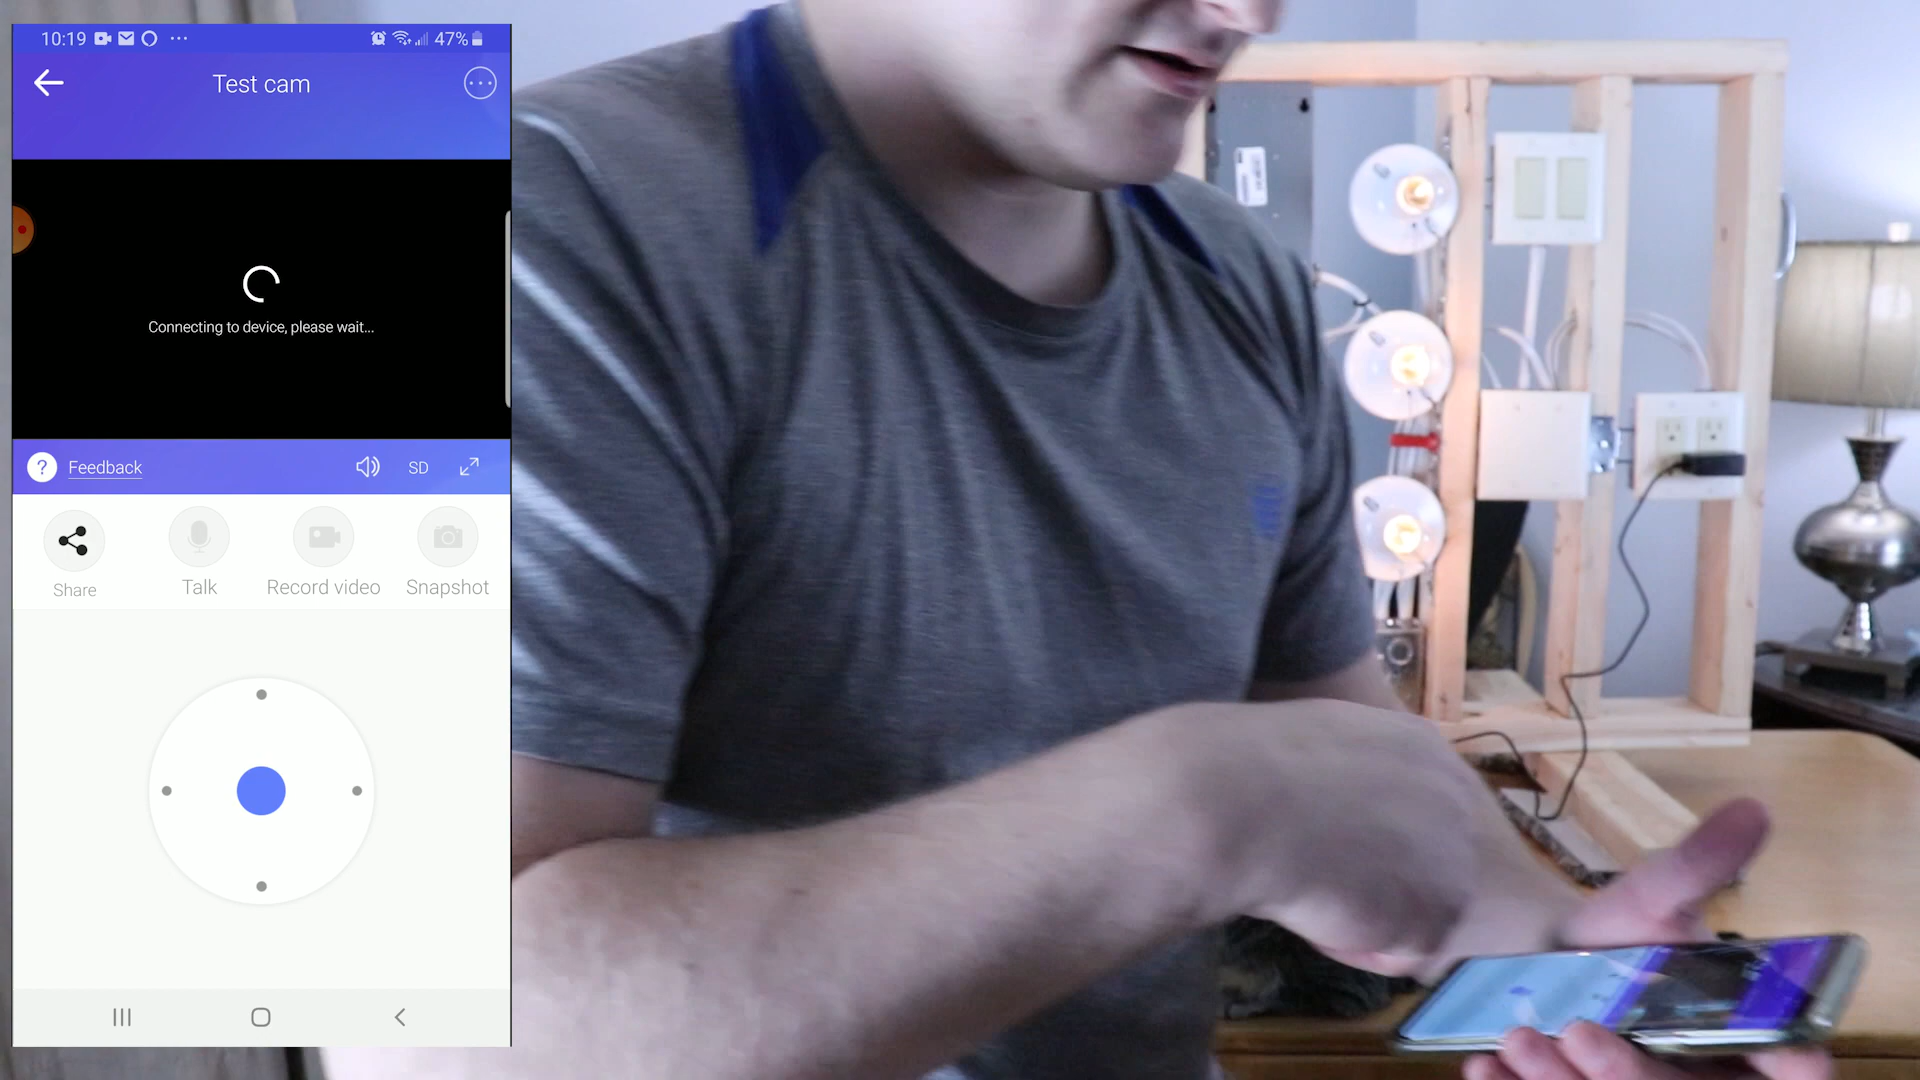 10:19 ... 47%
Test cam
Connecting to device, please wait...
? Feedback SD
Share Talk Record video Snapshot